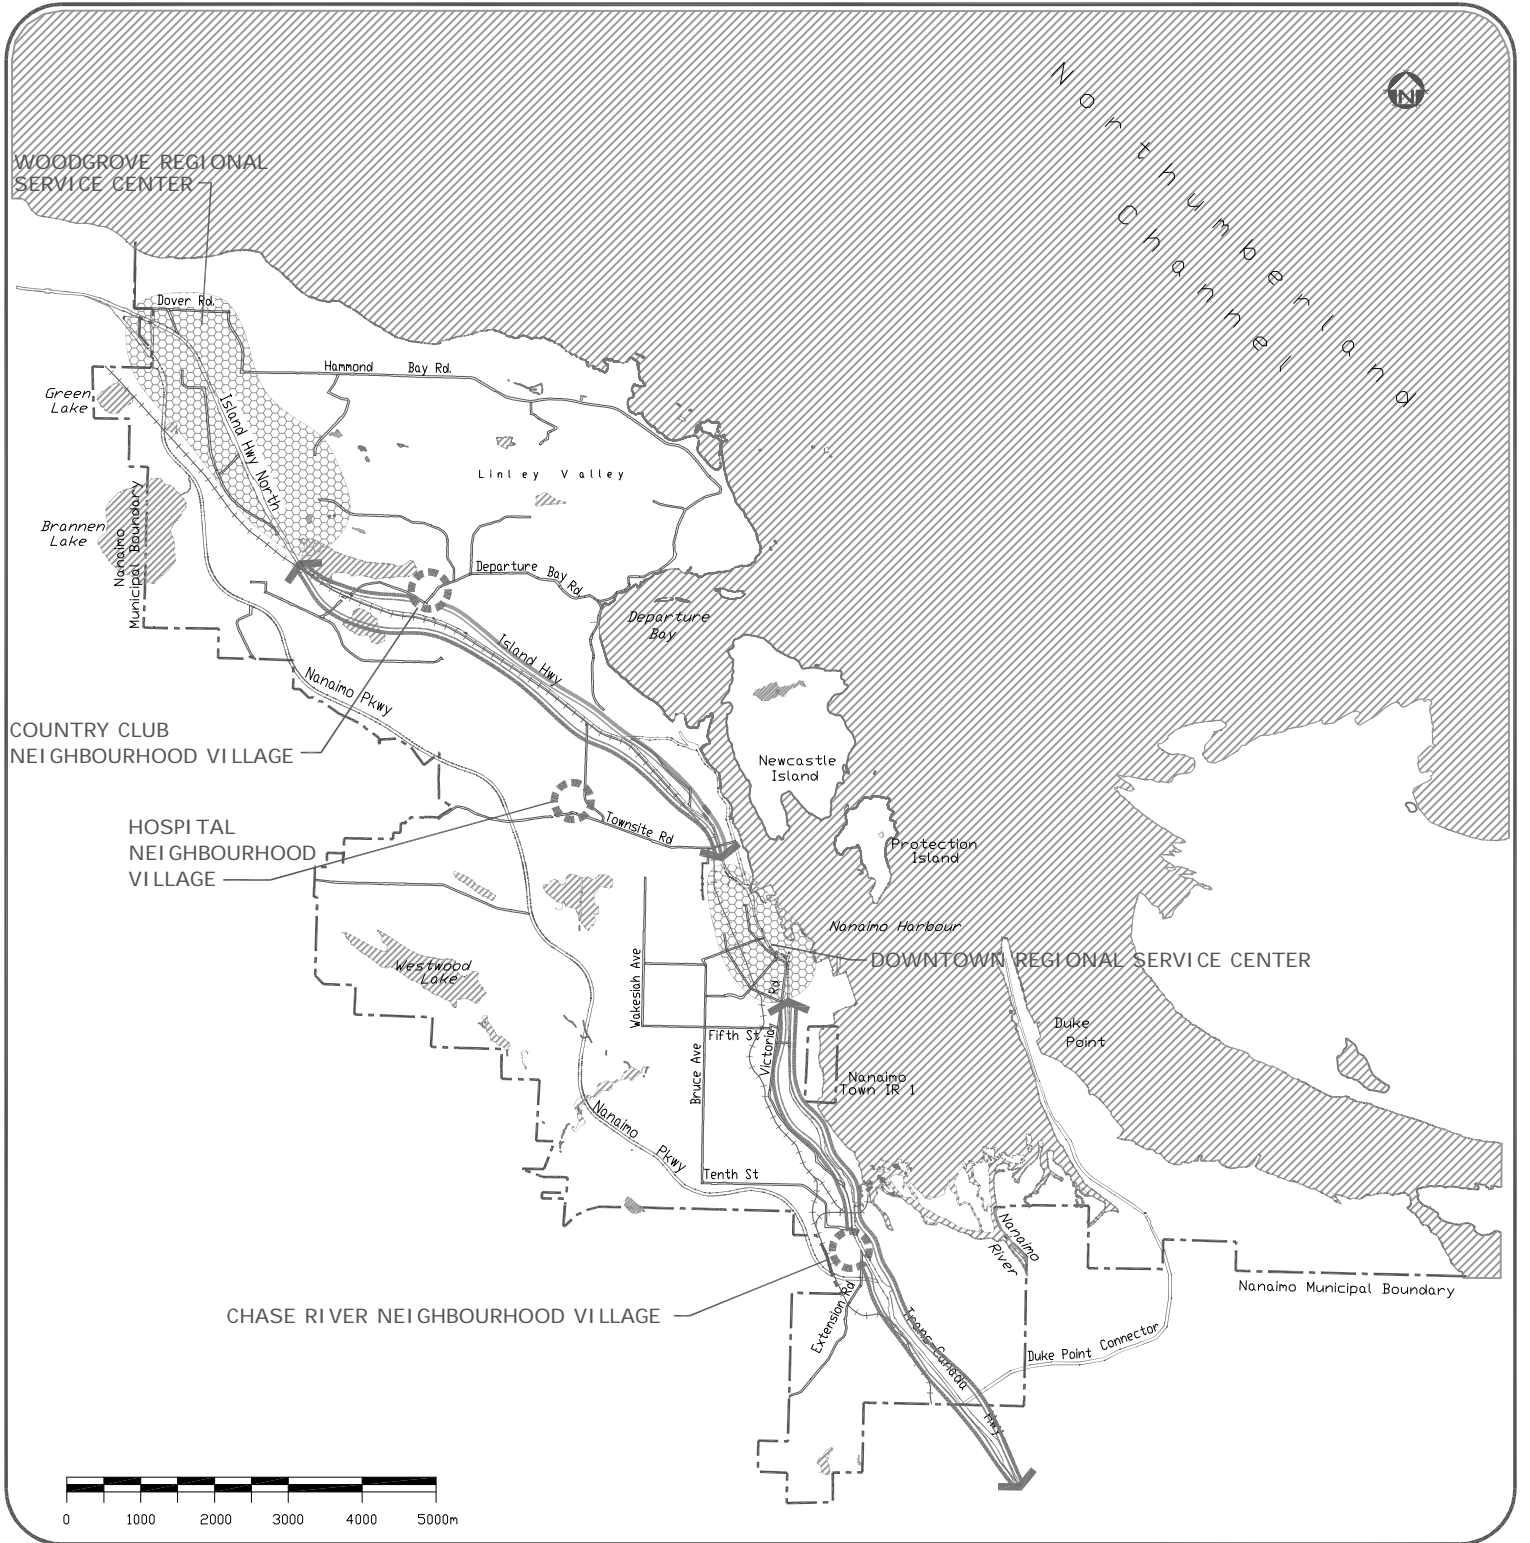 Northumberland
Channel
N
WOODGROVE REGIONAL
SERVICE CENTER
Dover Rd.
Hammond Bay Rd.
Green
Lake
Island Hwy North
Linley Valley
Brannen
Lake
Nanaimo
Municipal Boundary
Departure Bay Rd.
Departure
Bay
Island Hwy
Nanaimo Pkwy
COUNTRY CLUB
NEIGHBOURHOOD VILLAGE
Newcastle
Island
HOSPITAL
NEIGHBOURHOOD
VILLAGE
Townsite Rd
Protection
Island
Nanaimo Harbour
DOWNTOWN REGIONAL SERVICE CENTER
Westwood
Lake
Wakesiah Ave
Victoria Rd
Fifth St
Duke
Point
Bruce Ave
Nanaimo
Town IR 1
Nanaimo Pkwy
Tenth St
Nanaimo
River
Nanaimo Municipal Boundary
CHASE RIVER NEIGHBOURHOOD VILLAGE
Extension Rd
Trans-Canada Hwy
Duke Point Connector
0 1000 2000 3000 4000 5000m